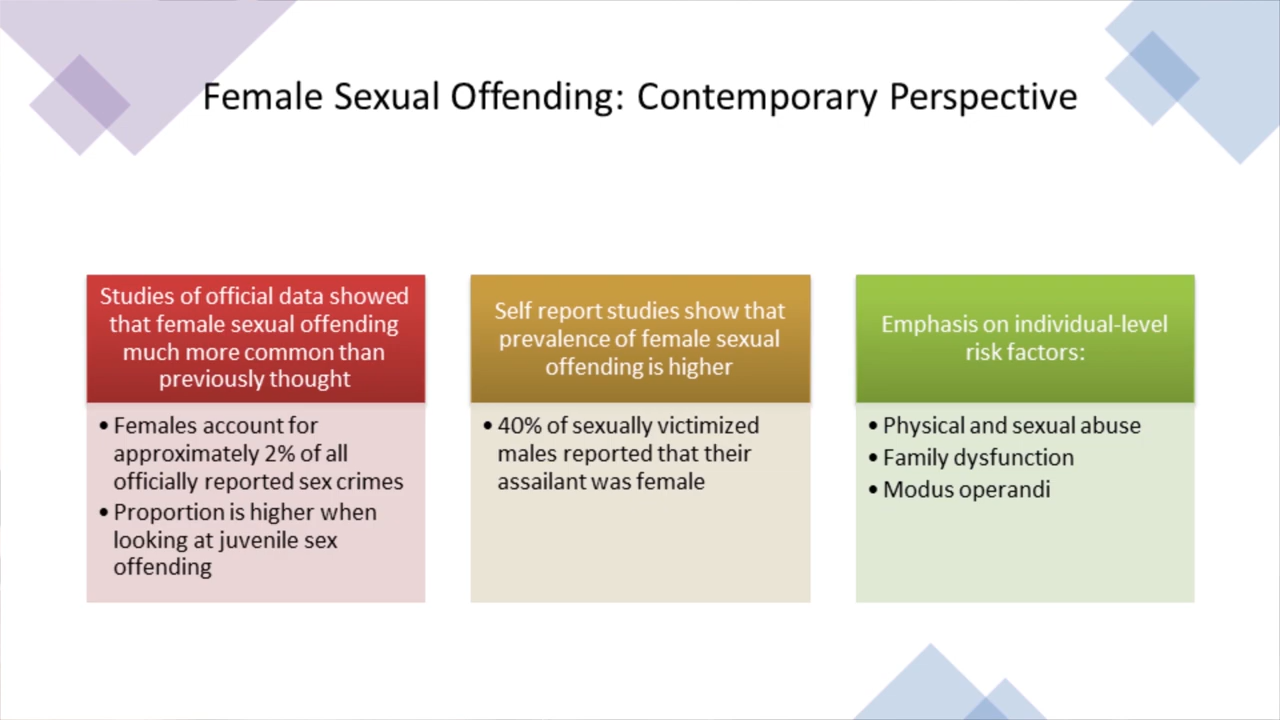 Female Sexual Offending: Contemporary Perspective
Studies of official data showed
that female sexual offending
much more common than
previously thought
• Females account for
approximately 2% of all
officially reported sex crimes
• Proportion is higher when
looking at juvenile sex
offending
Self report studies show that
prevalence of female sexual
offending is higher
• 40% of sexually victimized
males reported that their
assailant was female
Emphasis on individual-level
risk factors:
• Physical and sexual abuse
• Family dysfunction
• Modus operandi